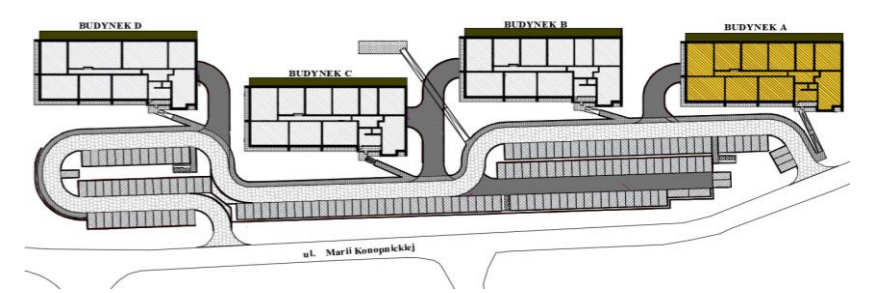 BUDYNEK D
BUDYNEK C
BUDYNEK B
BUDYNEK A
ul. Marii Konopnickiej